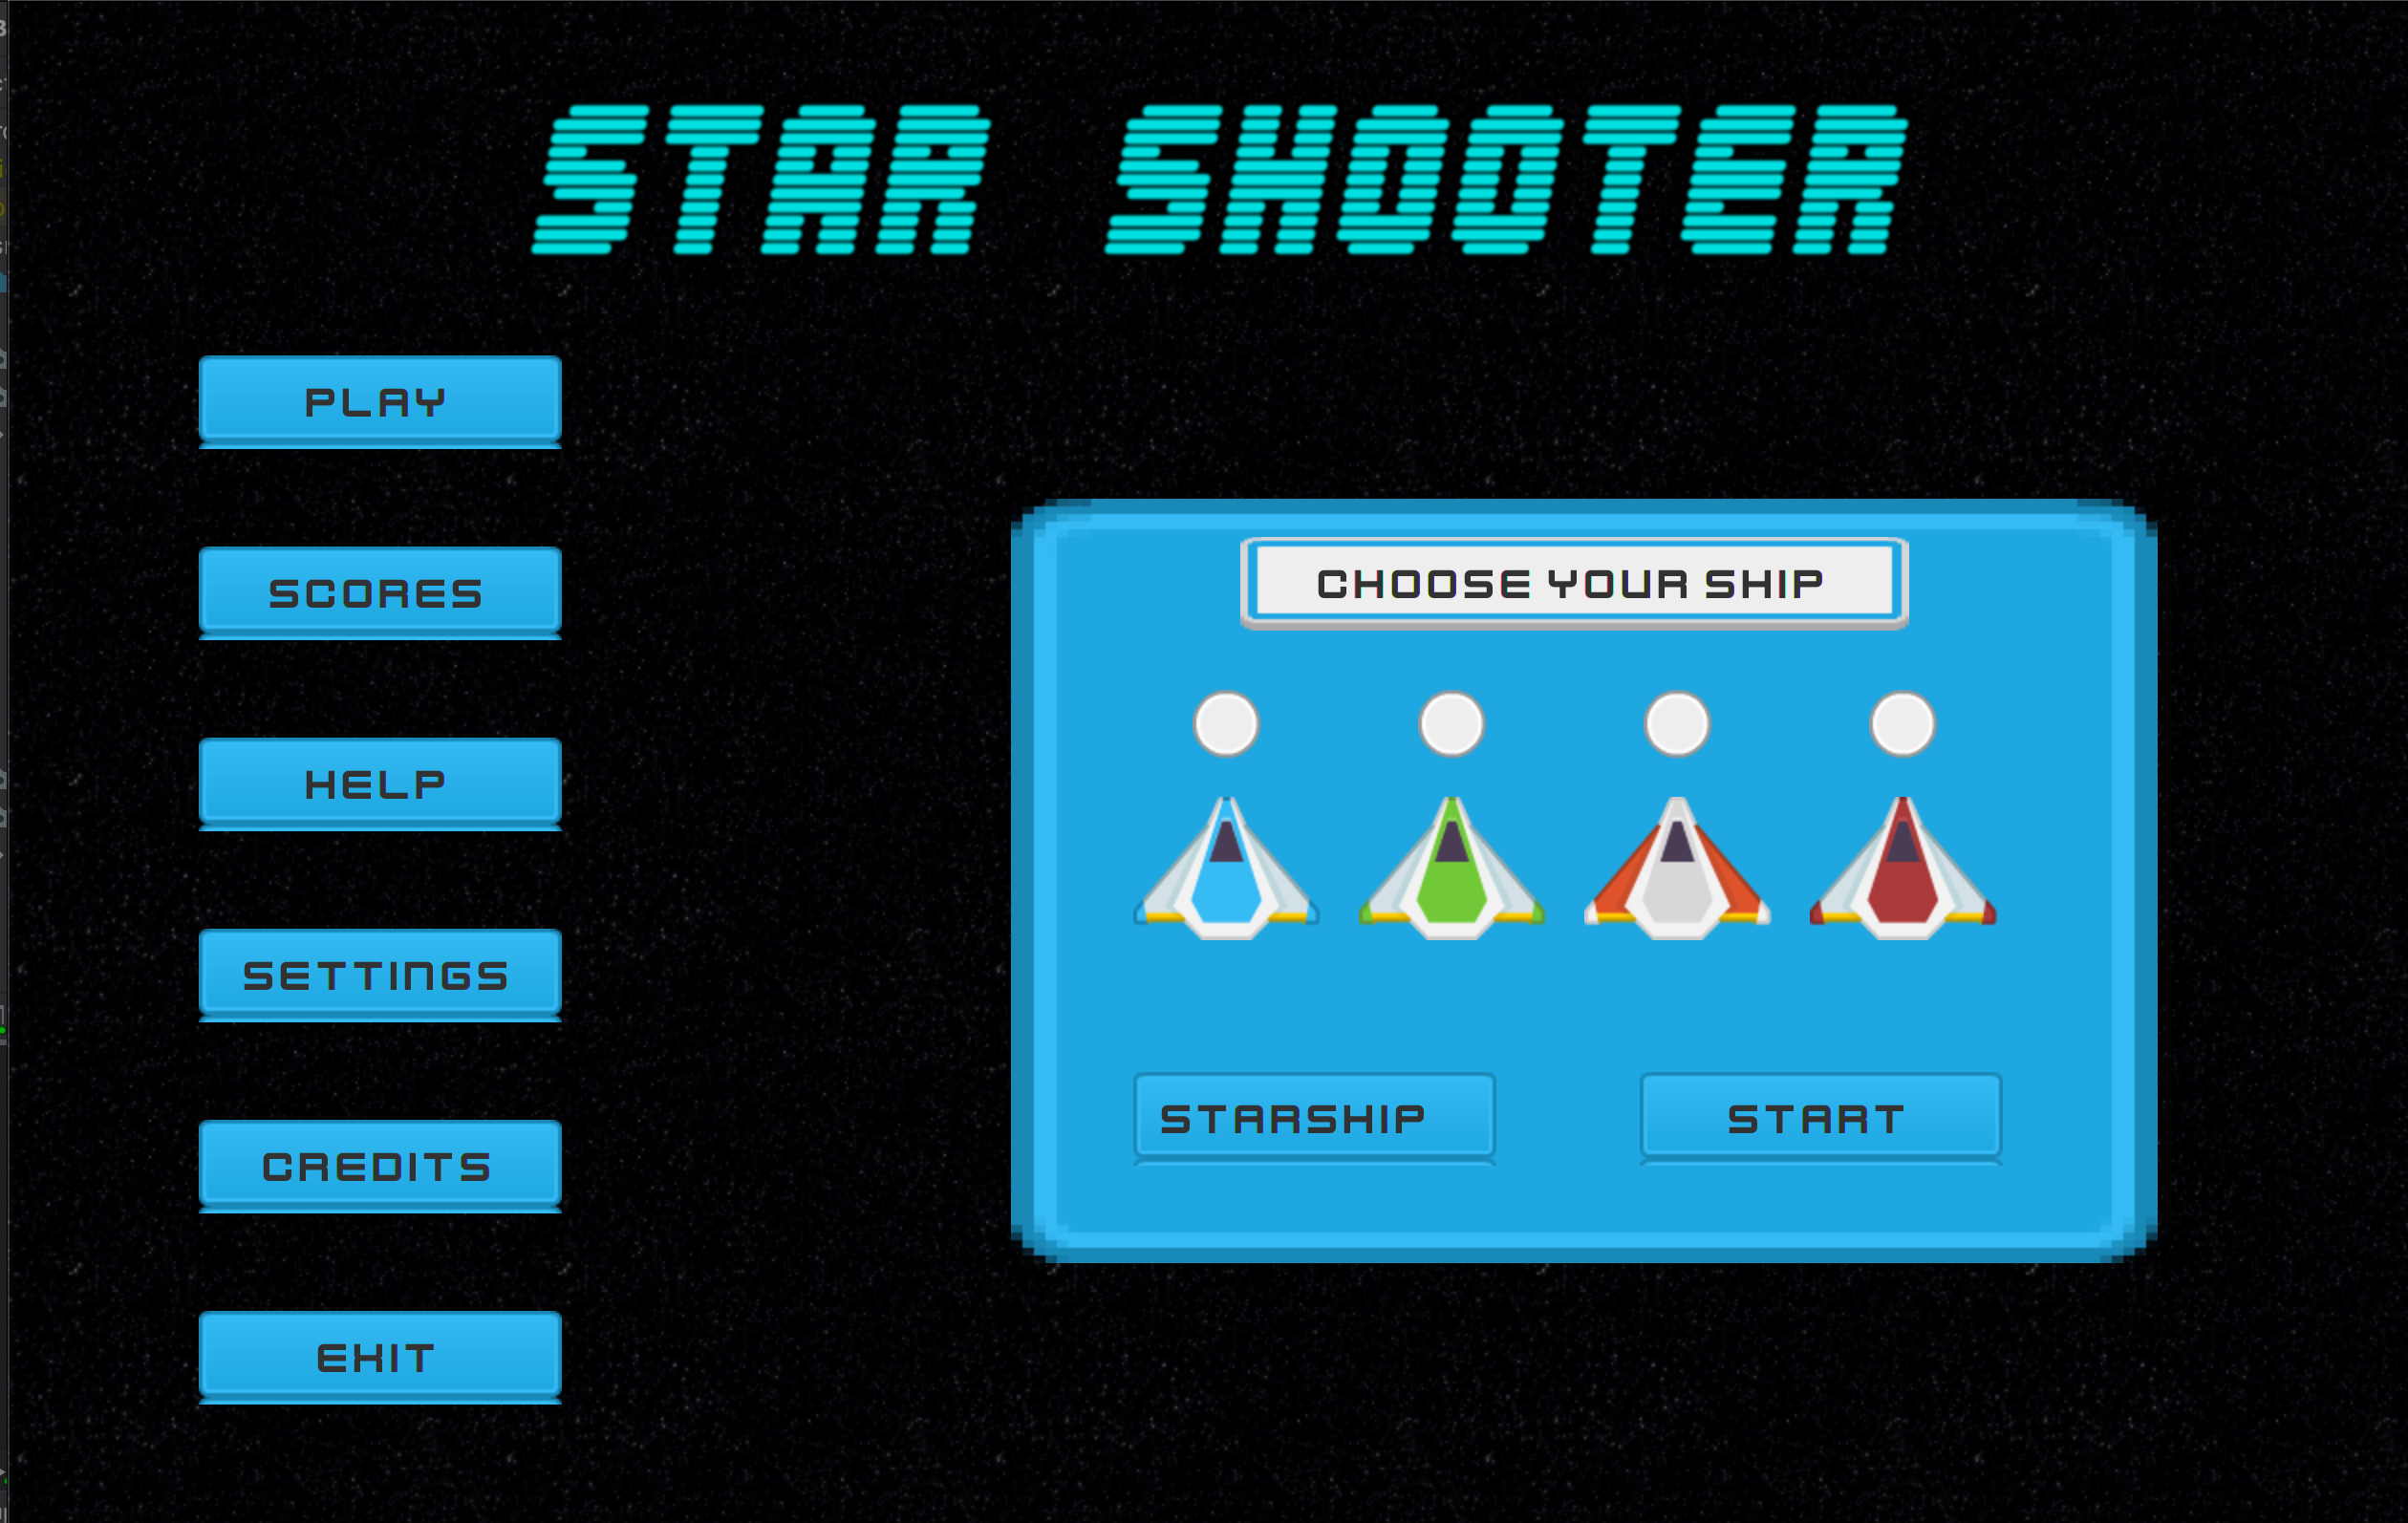 STAR SHOOTER
PLAY
SCORES
HELP
SETTINGS
CREDITS
EXIT
CHOOSE YOUR SHIP
STARSHIP
START